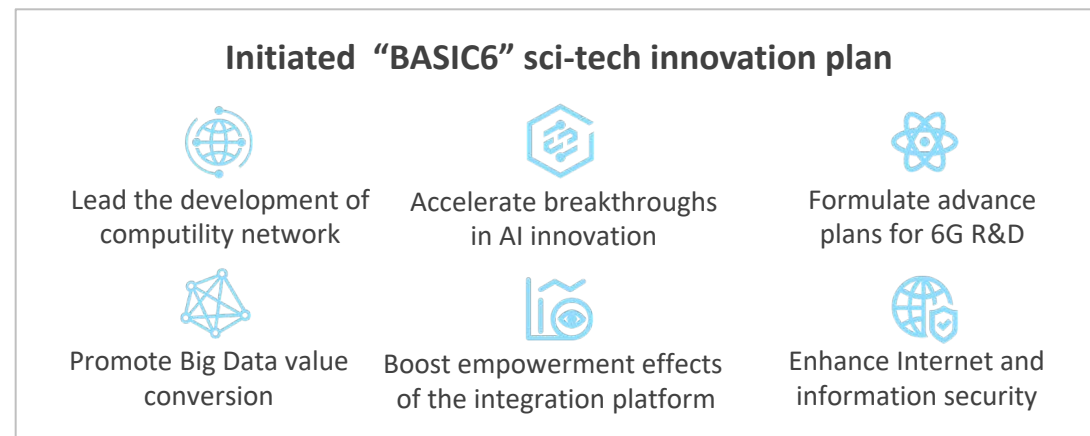 Initiated “BASIC6” sci-tech innovation plan
Lead the development of
computility network
Accelerate breakthroughs
in AI innovation
Formulate advance
plans for 6G R&D
Promote Big Data value
conversion
Boost empowerment effects
of the integration platform
Enhance Internet and
information security